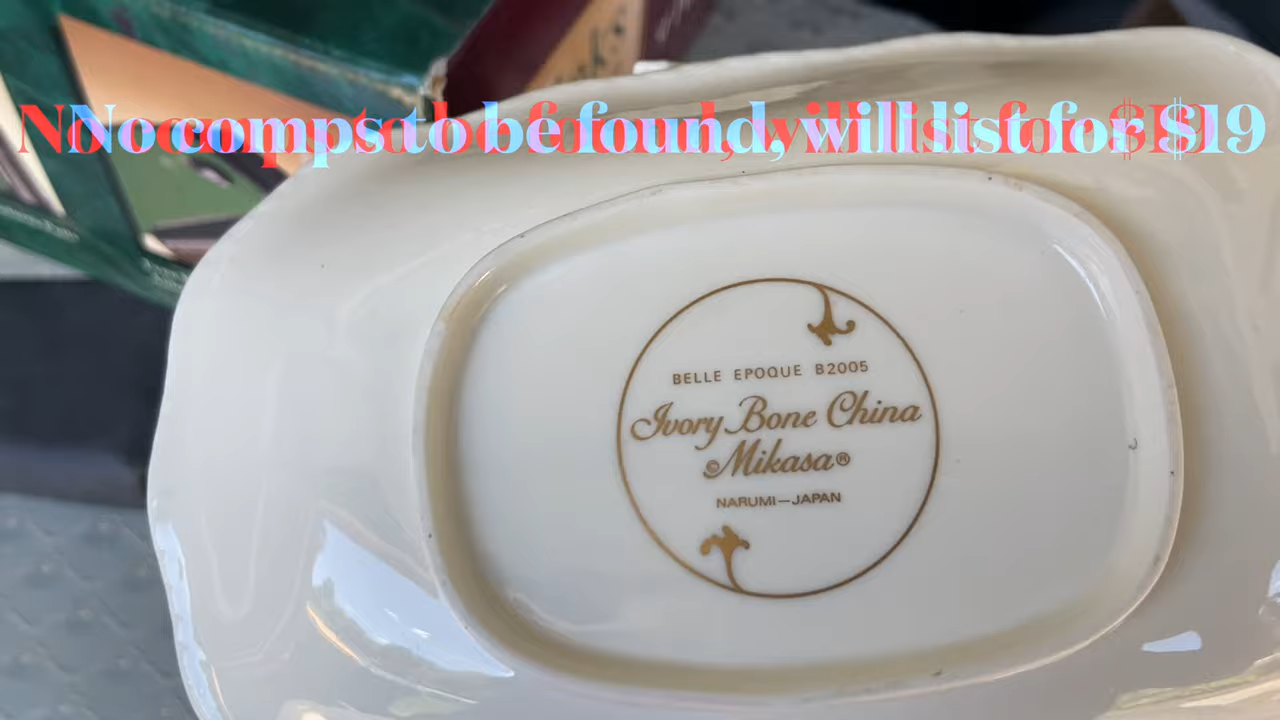 No comps to be found, will list for $19
BELLE EPOQUE B2005
Ivory Bone China
©Mikasa®
NARUMI—JAPAN